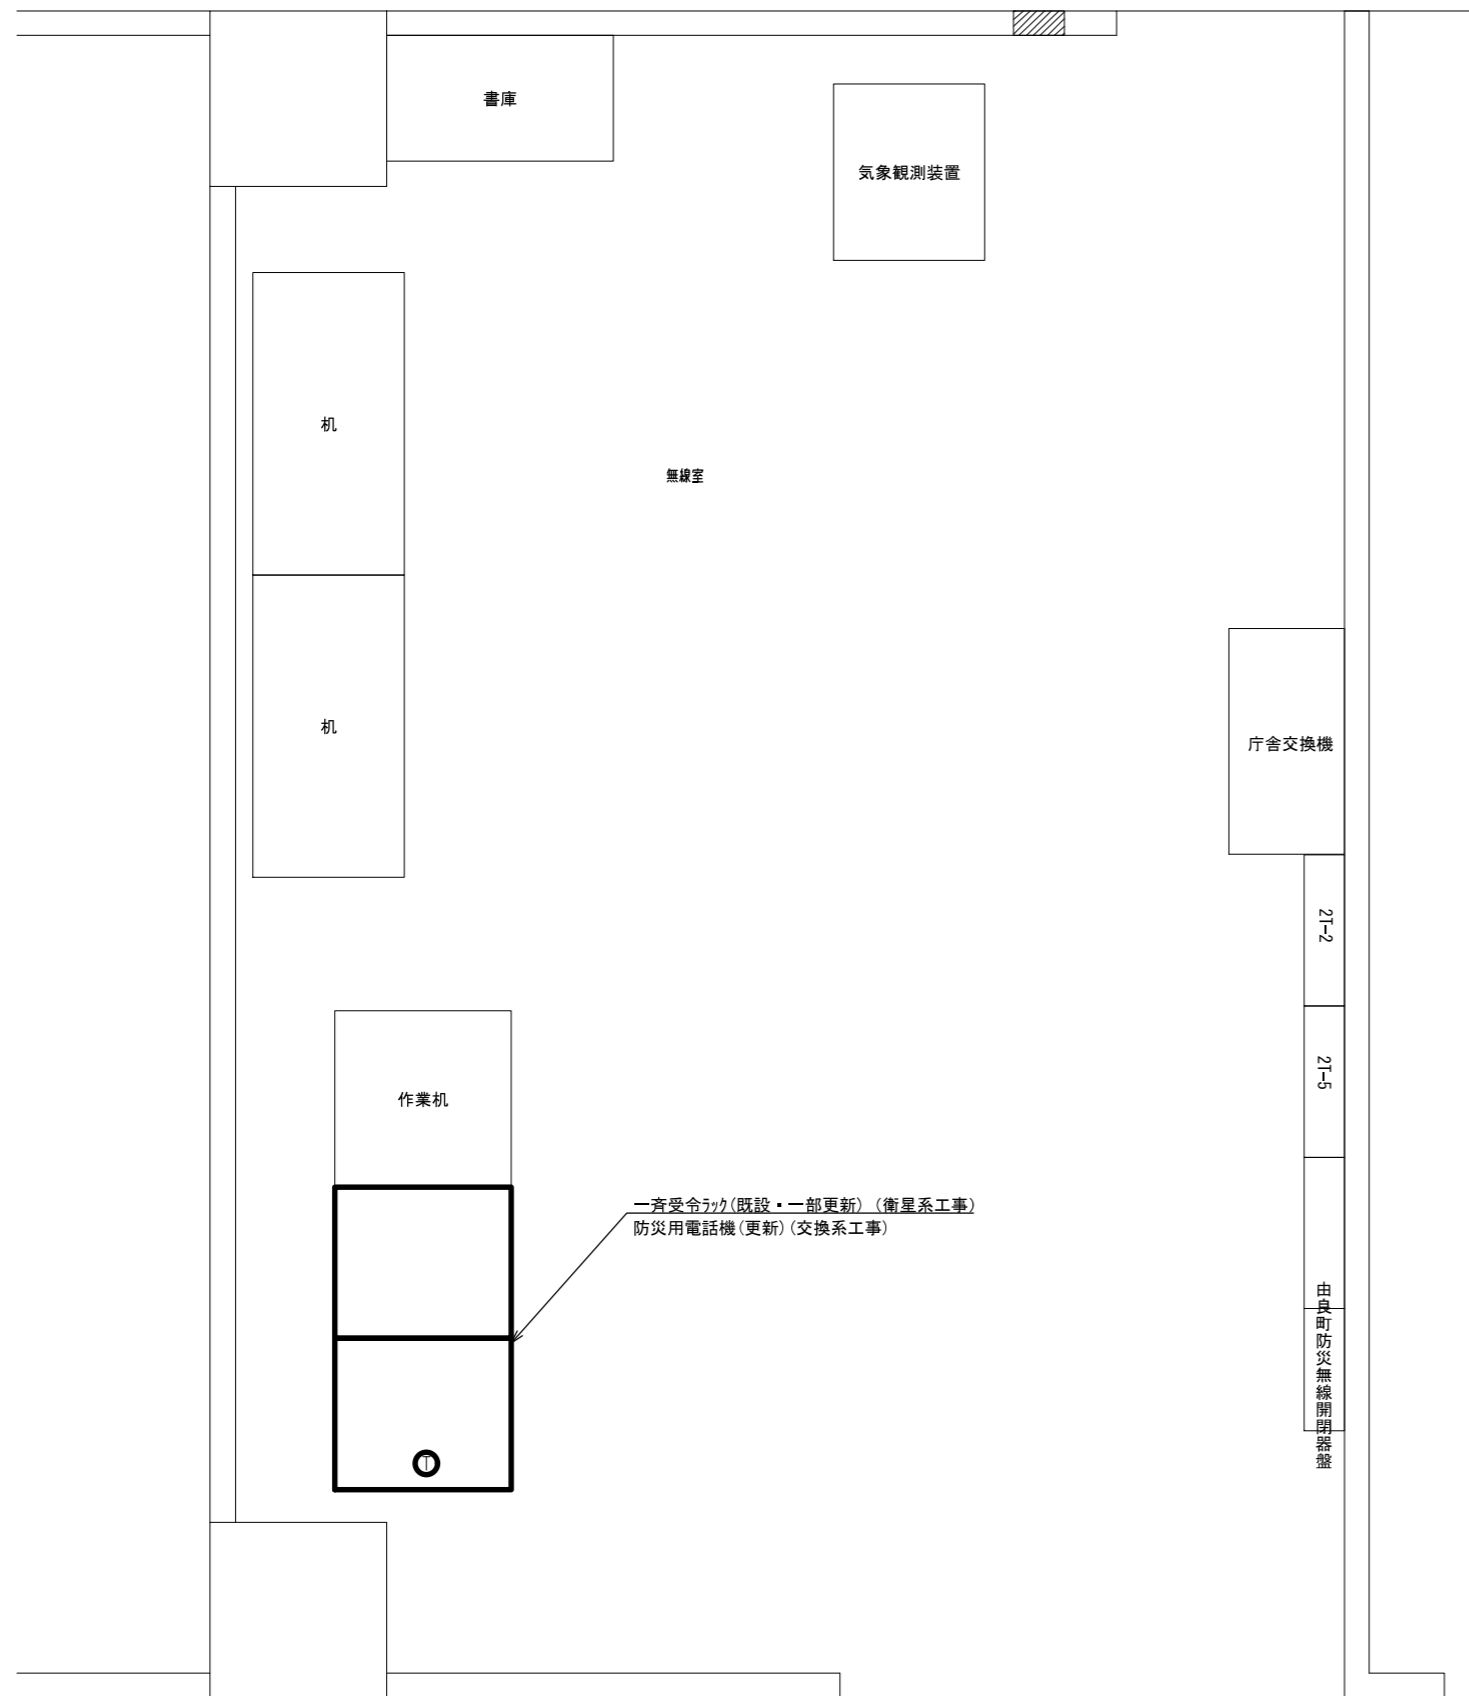 書庫
気象観測装置
机
無線室
机
庁舎交換機
2T-2
2T-5
作業机
一斉受令ﾗｯｸ(既設・一部更新) (衛星系工事)
防災用電話機(更新)(交換系工事)
由良町防災無線開閉器盤
T